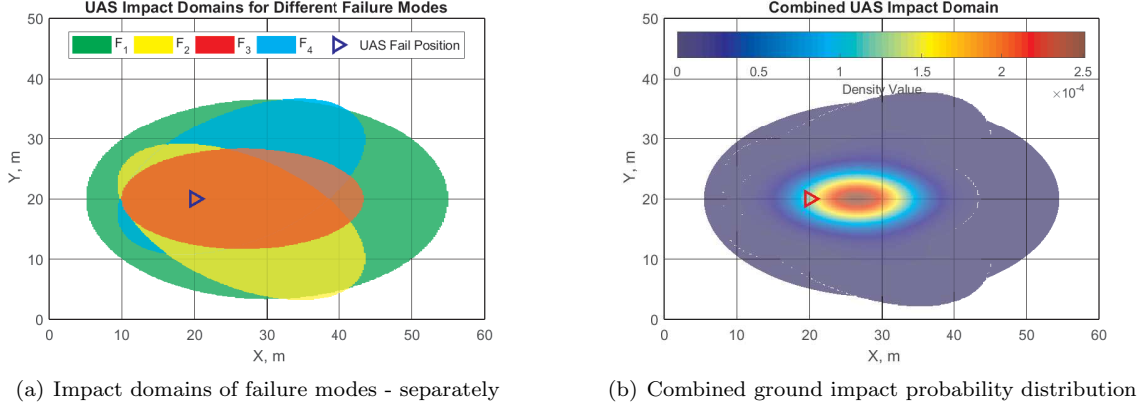 UAS Impact Domains for Different Failure Modes
F1 F2 F3 F4 UAS Fail Position
50
40
30
20
10
0
Y, m
0 10 20 30 40 50 60
X, m
(a) Impact domains of failure modes - separately
Combined UAS Impact Domain
0 0.5 1 1.5 2 2.5
Density Value
×10-4
50
40
30
20
10
0
Y, m
0 10 20 30 40 50 60
X, m
(b) Combined ground impact probability distribution